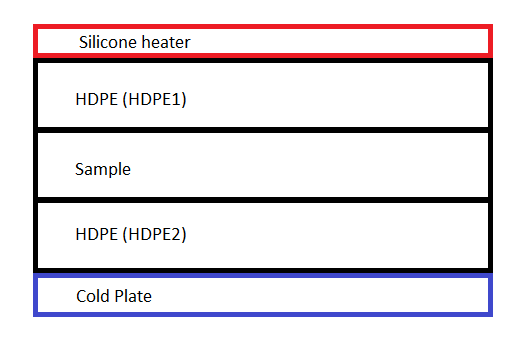 Silicone heater
HDPE (HDPE1)
Sample
HDPE (HDPE2)
Cold Plate